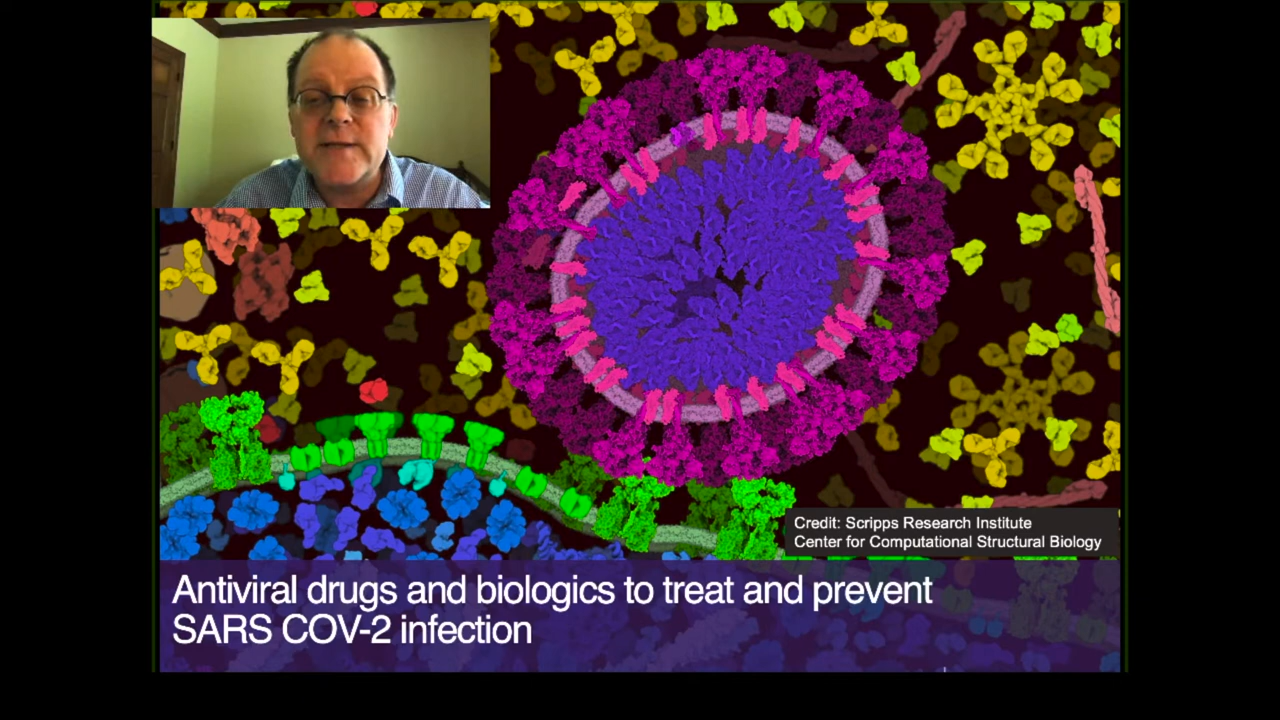 Credit: Scripps Research Institute
Center for Computational Structural Biology
Antiviral drugs and biologics to treat and prevent
SARS COV-2 infection